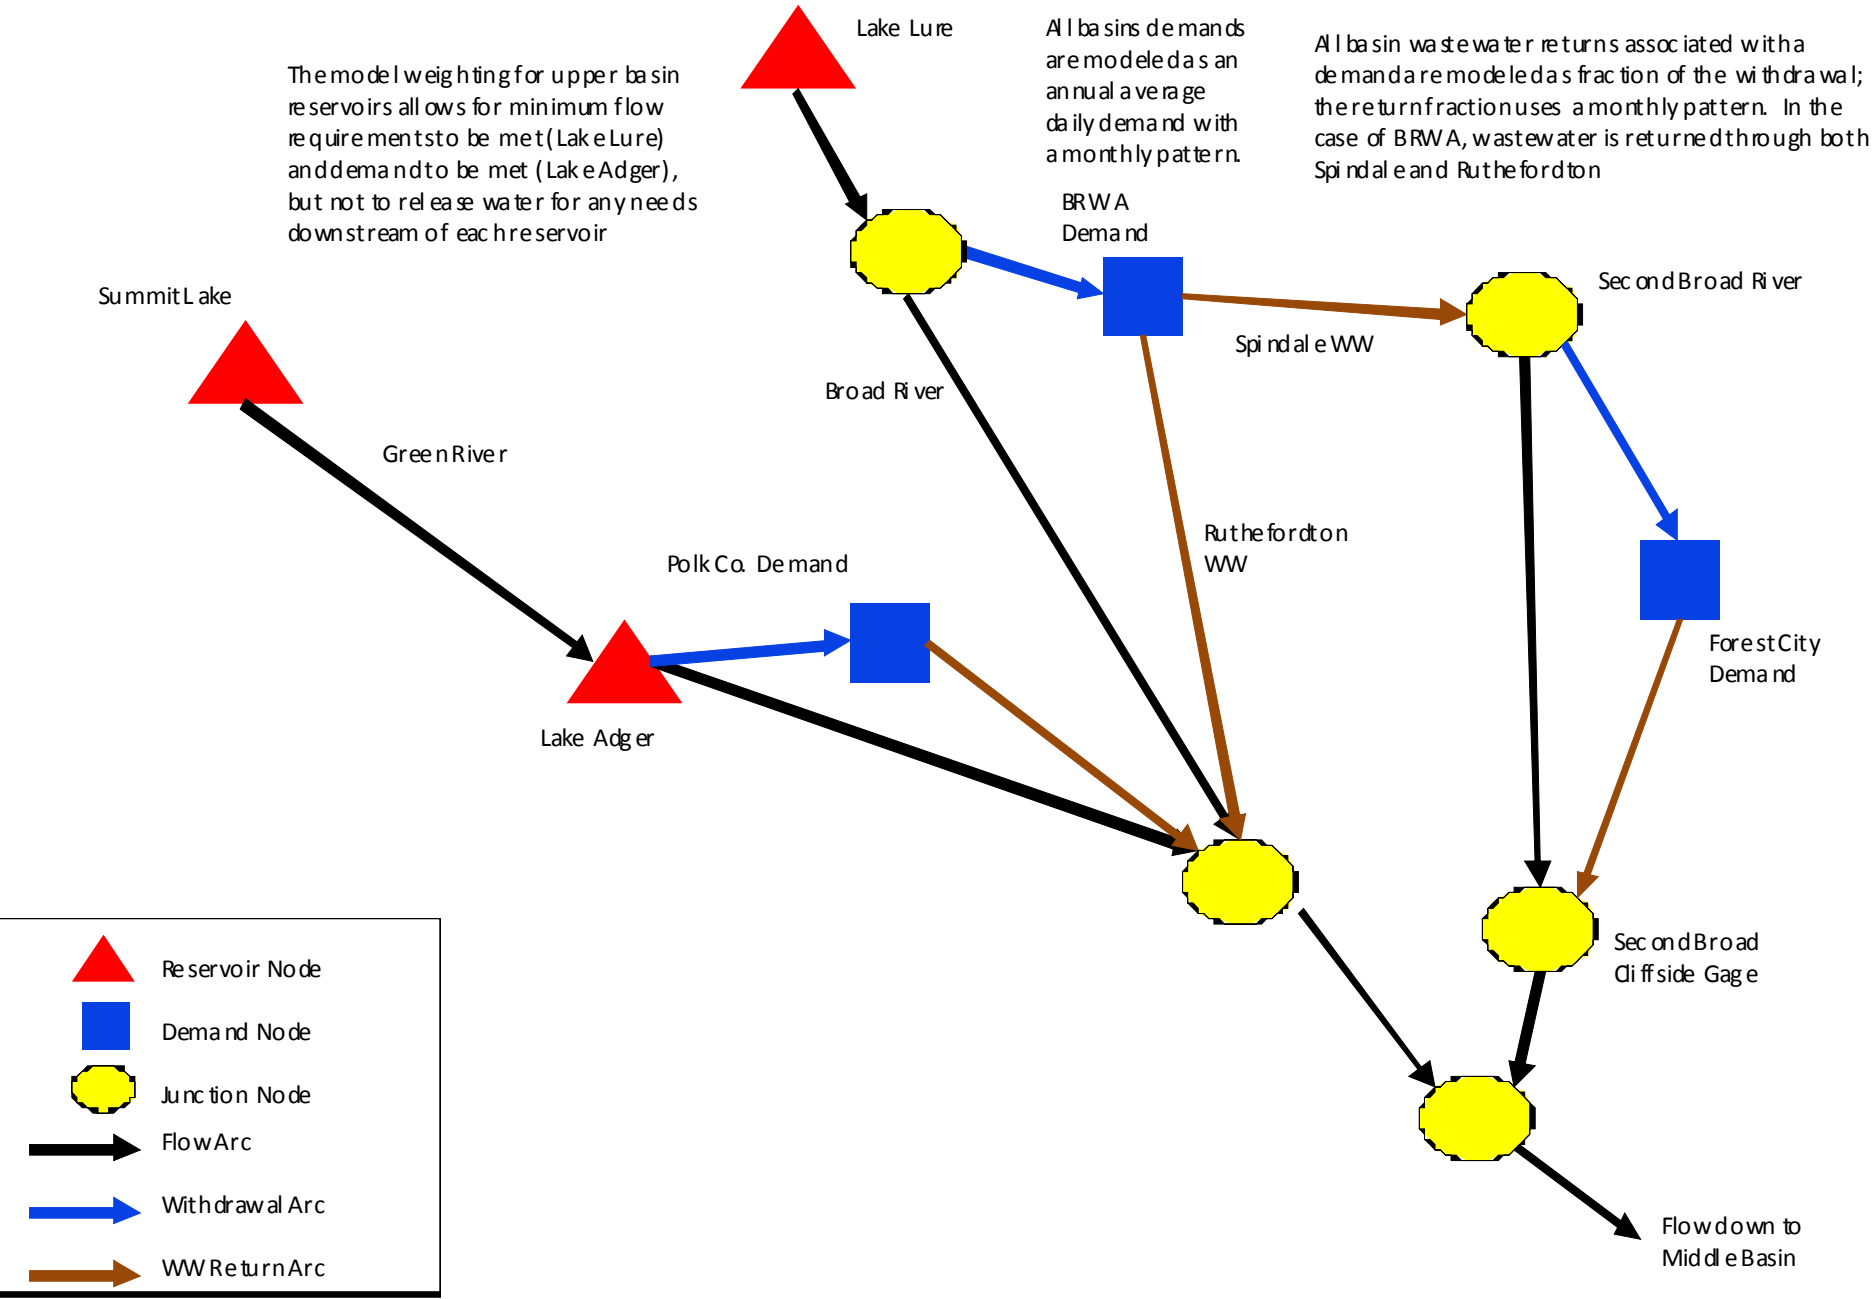 Lake Lure
All basins demands
are modeled as an
annual average
daily demand with
a monthly pattern.
All basin wastewater returns associated with a
demand are modeled as fraction of the withdrawal;
the return fraction uses a monthly pattern. In the
case of BRWA, wastewater is returned through both
Spindale and Ruthefordton
The model weighting for upper basin
reservoirs allows for minimum flow
requirements to be met (Lake Lure)
and demand to be met (Lake Adger),
but not to release water for any needs
downstream of each reservoir
BRWA
Demand
Second Broad River
Summit Lake
Spindale WW
Broad River
Green River
Ruthefordton
WW
Polk Co. Demand
Forest City
Demand
Lake Adger
Second Broad
Cliffside Gage
Reservoir Node
Demand Node
Junction Node
Flow Arc
Withdrawal Arc
WW Return Arc
Flow down to
Middle Basin